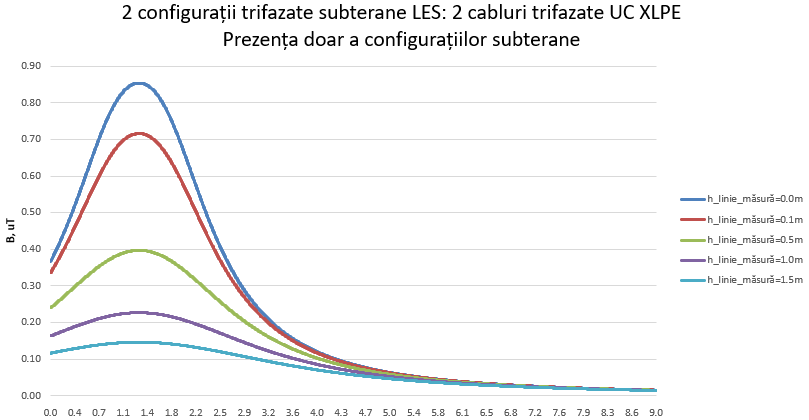 2 configurații trifazate subterane LES: 2 cabluri trifazate UC XLPE
Prezența doar a configurațiilor subterane
0.90
0.80
0.70
0.60
0.50
0.40
0.30
0.20
0.10
0.00
B, uT
0.0 0.4 0.7 1.1 1.4 1.8 2.2 2.5 2.9 3.2 3.6 4.0 4.3 4.7 5.0 5.4 5.8 6.1 6.5 6.8 7.2 7.6 7.9 8.3 8.6 9.0
h_linie_măsură=0.0m
h_linie_măsură=0.1m
h_linie_măsură=0.5m
h_linie_măsură=1.0m
h_linie_măsură=1.5m